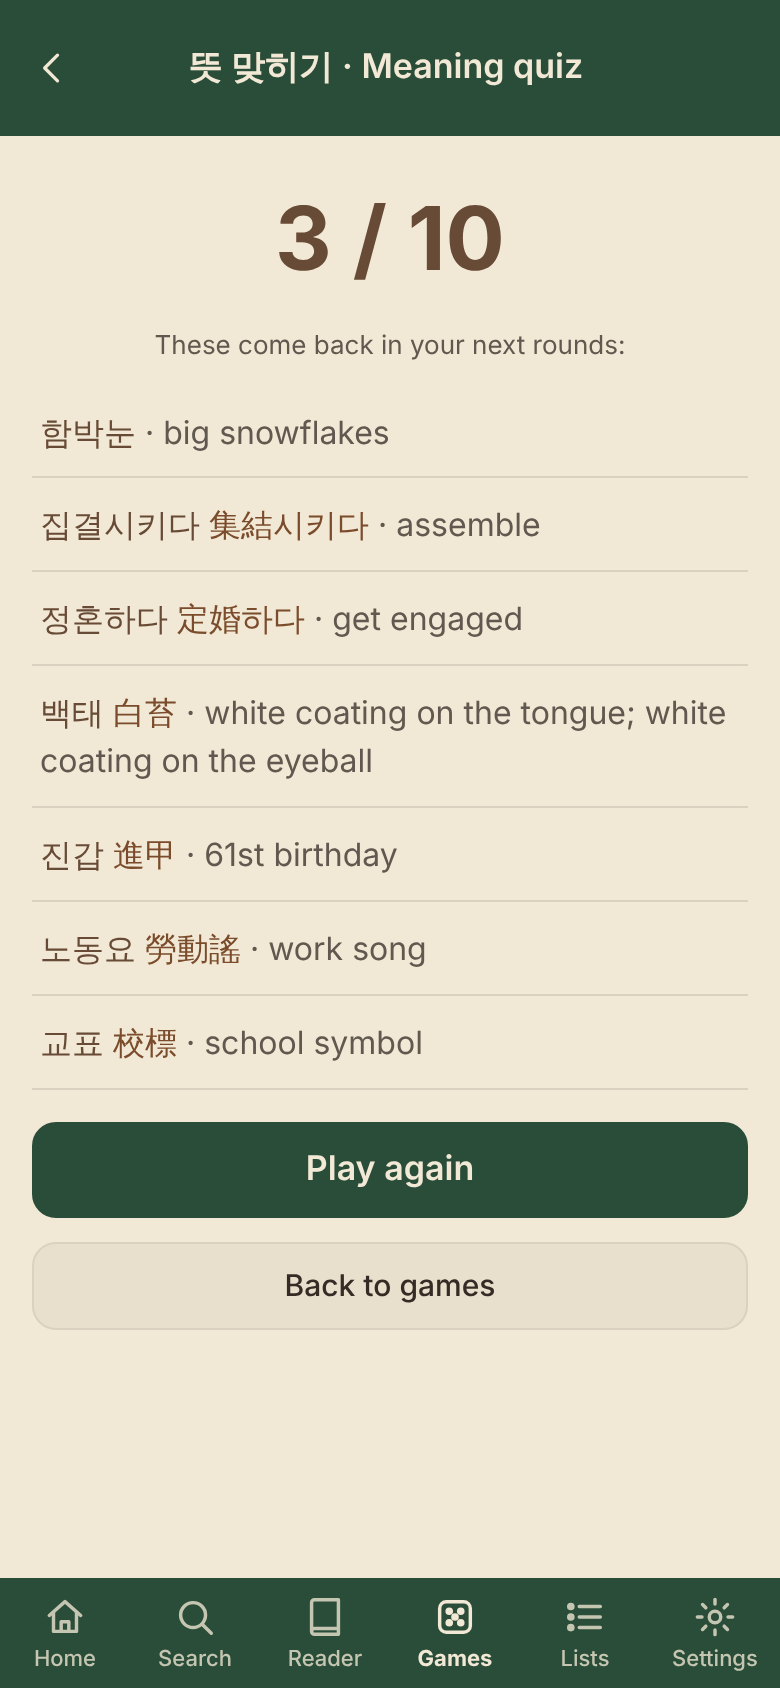 뜻 맞히기 · Meaning quiz
3 / 10
These come back in your next rounds:
함박눈 · big snowflakes
집결시키다 集結시키다 · assemble
정혼하다 定婚하다 · get engaged
백태 白苔 · white coating on the tongue; white
coating on the eyeball
진갑 進甲 · 61st birthday
노동요 勞動謠 · work song
교표 校標 · school symbol
Play again
Back to games
Home
Search
Reader
Games
Lists
Settings